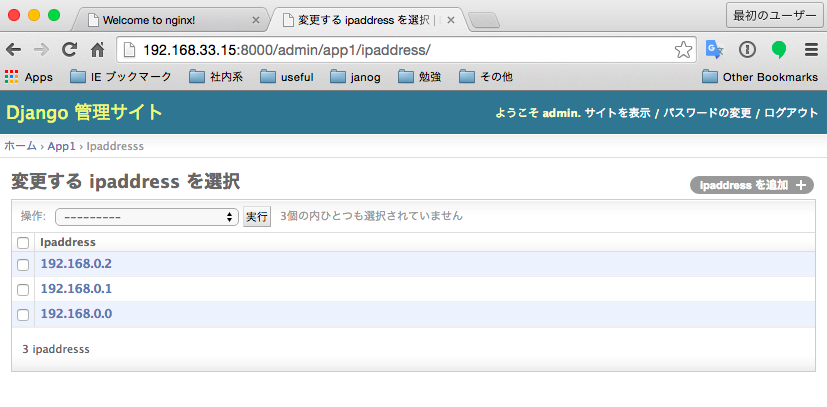 Welcome to nginx!
変更する ipaddress を選択 |
最初のユーザー
192.168.33.15:8000/admin/app1/ipaddress/
Apps IE ブックマーク 社内系 useful janog 勉強 その他 Other Bookmarks
Django 管理サイト
ようこそ admin. サイトを表示 / パスワードの変更 / ログアウト
ホーム › App1 › Ipaddresss
変更する ipaddress を選択
Ipaddress を追加 +
操作: --------- 実行 3個の内ひとつも選択されていません
Ipaddress
192.168.0.2
192.168.0.1
192.168.0.0
3 ipaddresss